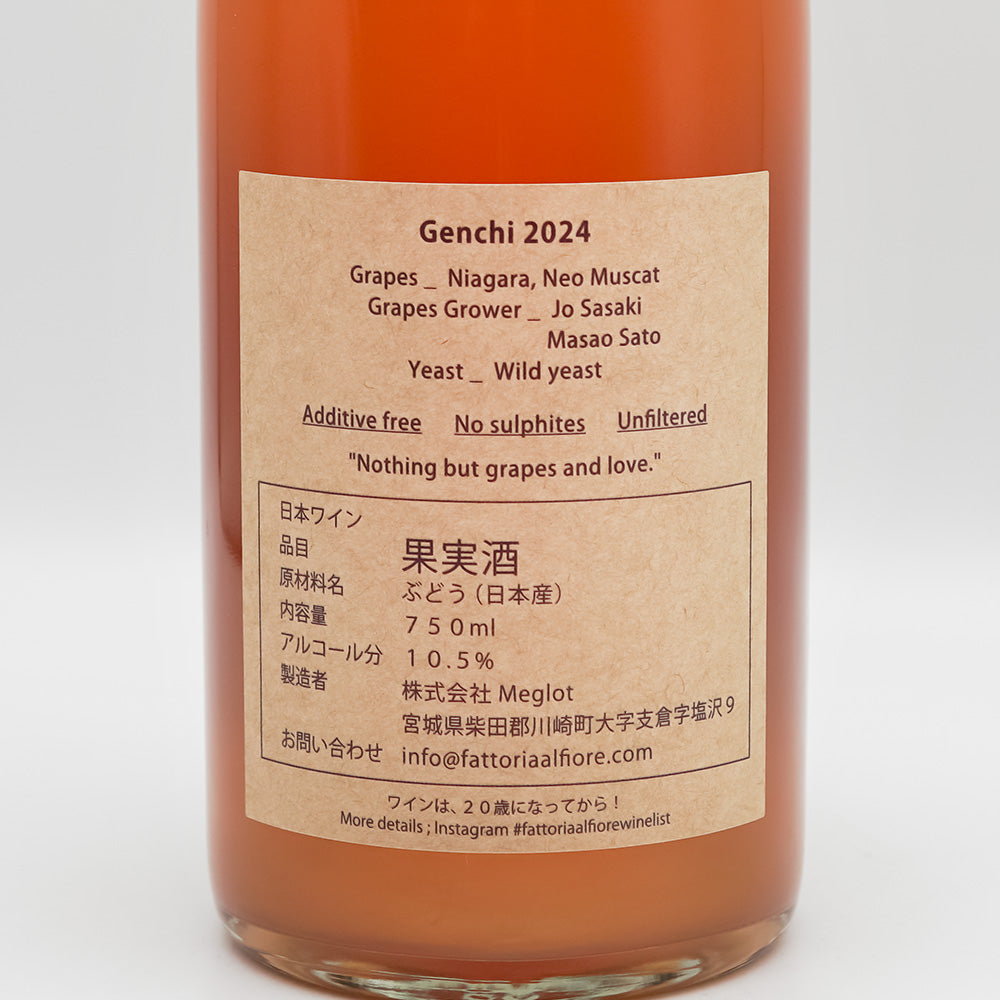 Genchi 2024
Grapes _ Niagara, Neo Muscat
Grapes Grower _ Jo Sasaki
Masao Sato
Yeast _ Wild yeast
Additive free No sulphites Unfiltered
"Nothing but grapes and love."
日本ワイン
品目 果実酒
原材料名 ぶどう（日本産）
内容量 ７５０ml
アルコール分 １０.５%
製造者 株式会社 Meglot
宮城県柴田郡川崎町大字支倉字塩沢９
お問い合わせ info@fattoriaalfiore.com
ワインは、２０歳になってから！
More details ; Instagram #fattoriaalfiorewinelist